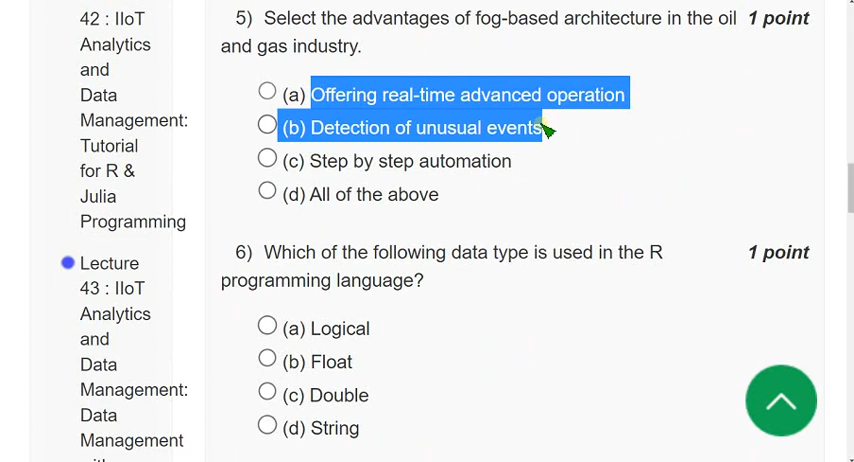 42 : IIoT
Analytics
and
Data
Management:
Tutorial
for R &
Julia
Programming
Lecture
43 : IIoT
Analytics
and
Data
Management:
Data
Management
5) Select the advantages of fog-based architecture in the oil 1 point
and gas industry.
(a) Offering real-time advanced operation
(b) Detection of unusual events
(c) Step by step automation
(d) All of the above
6) Which of the following data type is used in the R 1 point
programming language?
(a) Logical
(b) Float
(c) Double
(d) String